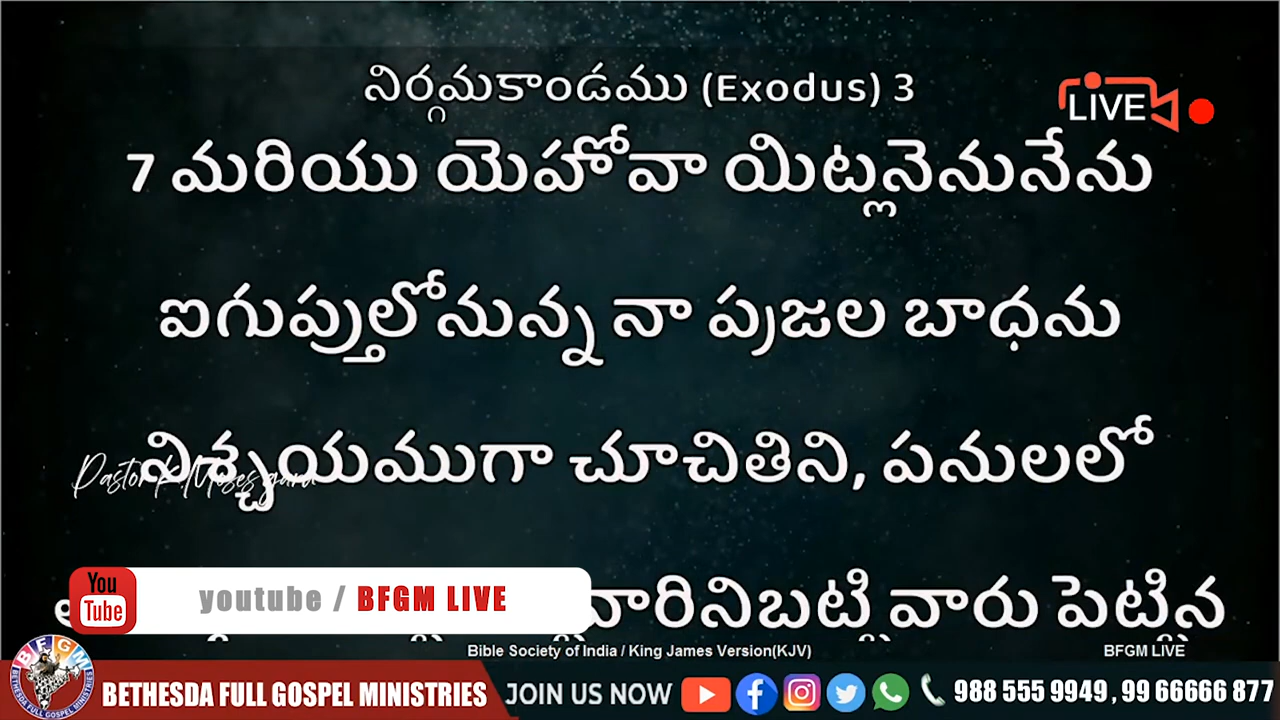 నిర్గమకాండము (Exodus) 3
LIVE
7 మరియు యెహోవా యిట్లనెనునేను
ఐగుప్తులోనున్న నా ప్రజల బాధను
నిశ్చయముగా చూచితిని, పనులలో
Pastor K Moses garu
వారినిబట్టి వారు పెట్టిన
You Tube
youtube / BFGM LIVE
Bible Society of India / King James Version(KJV)
BFGM LIVE
BFGM
BETHESDA FULL GOSPEL MINISTRIES
BETHESDA FULL GOSPEL MINISTRIES
JOIN US NOW
988 555 9949 , 99 66666 877